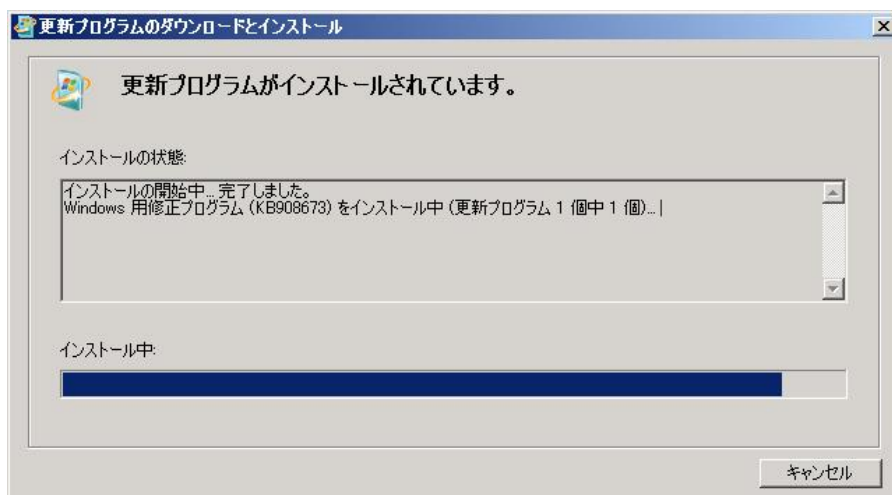 更新プログラムのダウンロードとインストール
更新プログラムがインストールされています。
インストールの状態:
インストールの開始中... 完了しました。
Windows 用修正プログラム (KB908673) をインストール中 (更新プログラム 1 個中 1 個)...
インストール中:
キャンセル